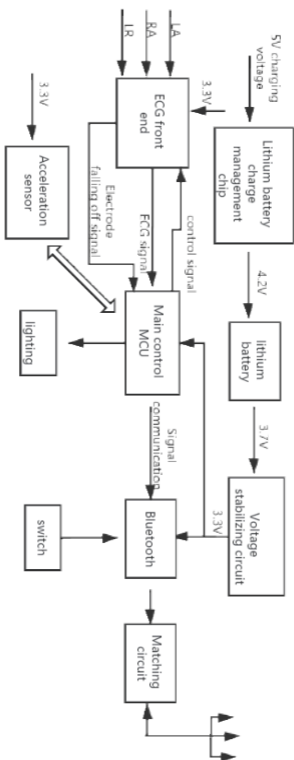 5V charging
voltage
Lithium battery
charge
management
chip
4.2V
lithium
battery
3.7V
Voltage
stabilizing circuit
3.3V
3.3V
LA
RA
LR
ECG front
end
control signal
FCG signal
Electrode
falling off signal
Main control
MCU
Signal
communication
Bluetooth
Matching
circuit
3.3V
Acceleration
sensor
lighting
switch